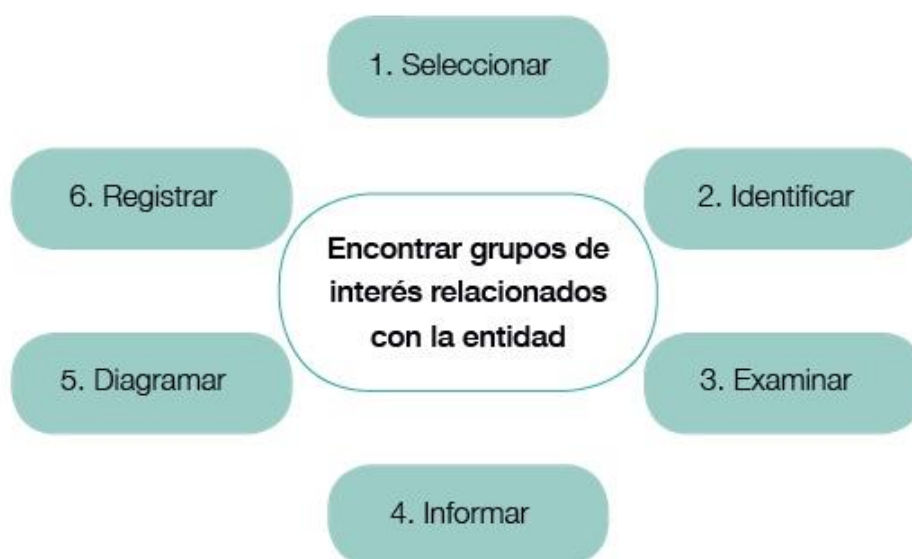 1. Seleccionar
2. Identificar
3. Examinar
4. Informar
5. Diagramar
6. Registrar
Encontrar grupos de
interés relacionados
con la entidad